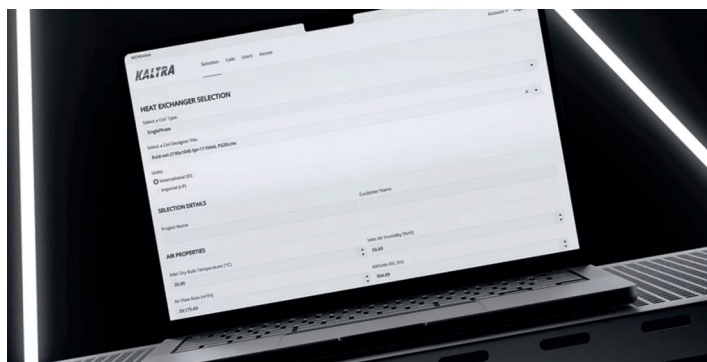 KALTRA
Selection Coils Users Access
Account
HEAT EXCHANGER SELECTION
Select a Coil Type:
SinglePhase
Select a Coil Designer File:
Units:
International (SI)
Imperial (I-P)
SELECTION DETAILS
Project Name
Customer Name
AIR PROPERTIES
Inlet Dry Bulb Temperature [°C]
35.00
Inlet Air Humidity [%rH]
Air Flow Rate [m³/h]
Altitude ASL [m]